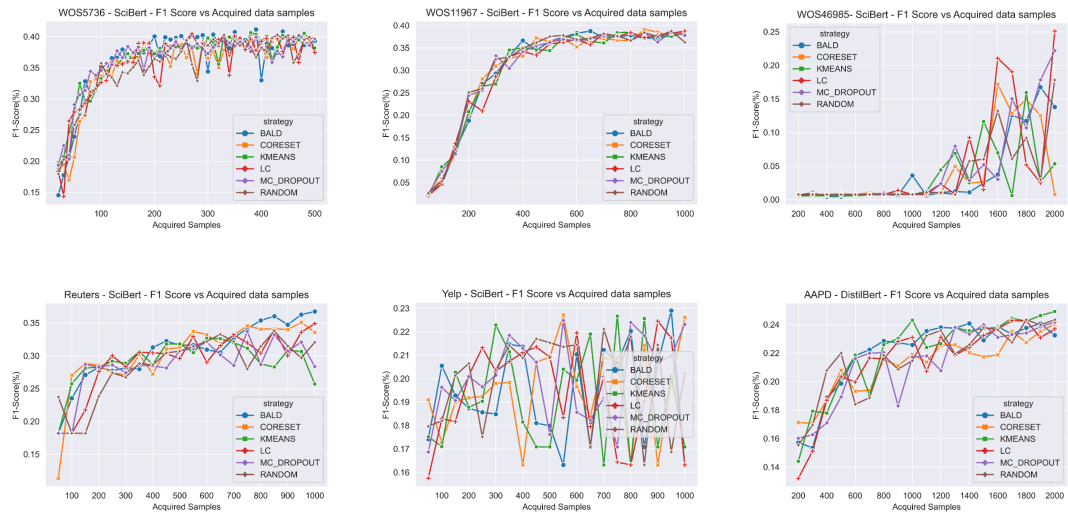 WOS5736 - SciBert - F1 Score vs Acquired data samples
0.40
0.35
0.30
0.25
0.20
0.15
F1-Score(%)
strategy
BALD
CORESET
KMEANS
LC
MC_DROPOUT
RANDOM
100 200 300 400 500
Acquired Samples
WOS11967 - SciBert - F1 Score vs Acquired data samples
0.40
0.35
0.30
0.25
0.20
0.15
0.10
0.05
F1-Score(%)
strategy
BALD
CORESET
KMEANS
LC
MC_DROPOUT
RANDOM
200 400 600 800 1000
Acquired Samples
WOS46985- SciBert - F1 Score vs Acquired data samples
0.25
0.20
0.15
0.10
0.05
0.00
F1-Score(%)
strategy
BALD
CORESET
KMEANS
LC
MC_DROPOUT
RANDOM
200 400 600 800 1000 1200 1400 1600 1800 2000
Acquired Samples
Reuters - SciBert - F1 Score vs Acquired data samples
0.35
0.30
0.25
0.20
0.15
F1-Score(%)
strategy
BALD
CORESET
KMEANS
LC
MC_DROPOUT
RANDOM
100 200 300 400 500 600 700 800 900 1000
Acquired Samples
Yelp - SciBert - F1 Score vs Acquired data samples
0.23
0.22
0.21
0.20
0.19
0.18
0.17
0.16
F1-Score(%)
strategy
BALD
CORESET
KMEANS
LC
MC_DROPOUT
RANDOM
100 200 300 400 500 600 700 800 900 1000
Acquired Samples
AAPD - DistilBert - F1 Score vs Acquired data samples
0.24
0.22
0.20
0.18
0.16
0.14
F1-Score(%)
strategy
BALD
CORESET
KMEANS
LC
MC_DROPOUT
RANDOM
200 400 600 800 1000 1200 1400 1600 1800 2000
Acquired Samples